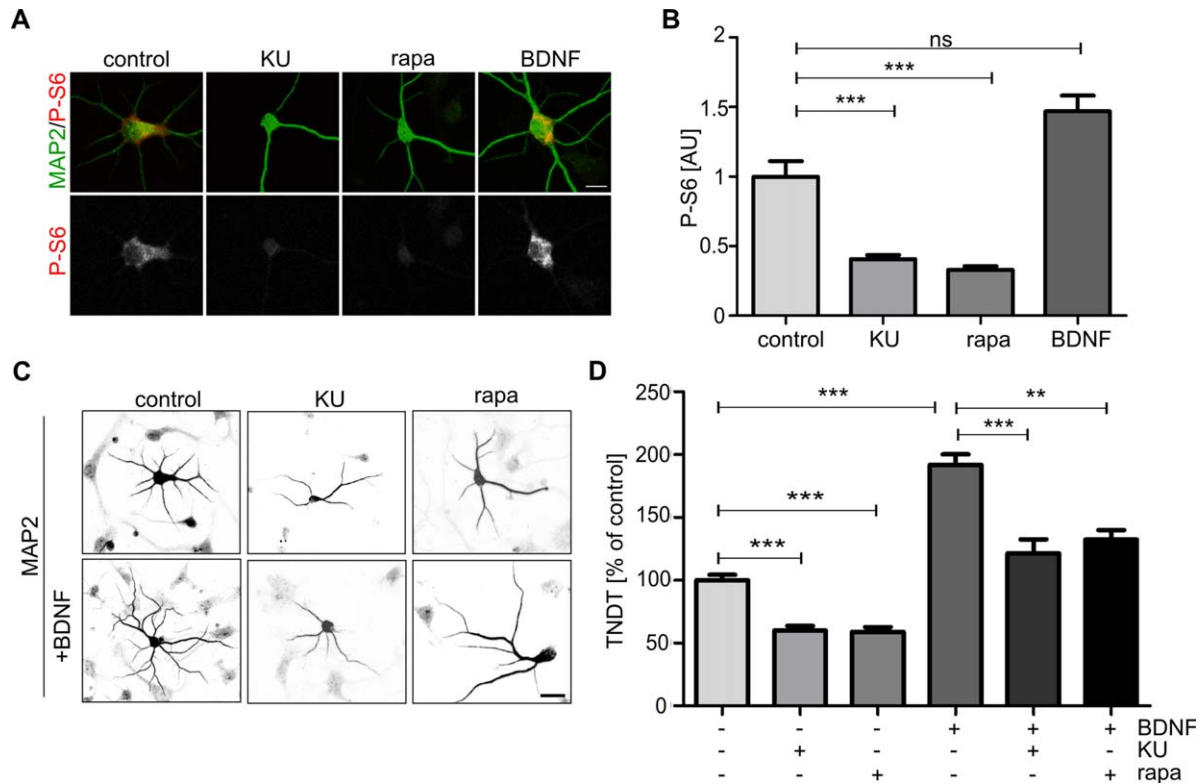 A
control KU rapa BDNF
MAP2/P-S6
P-S6
B
P-S6 [AU]
2
1.5
1
0.5
0
ns
***
***
control KU rapa BDNF
C
control KU rapa
MAP2
+BDNF
D
TNDT [% of control]
250
200
150
100
50
0
*** **
***
***
***
- - - + + + BDNF
- + - - + - KU
- - + - - + rapa